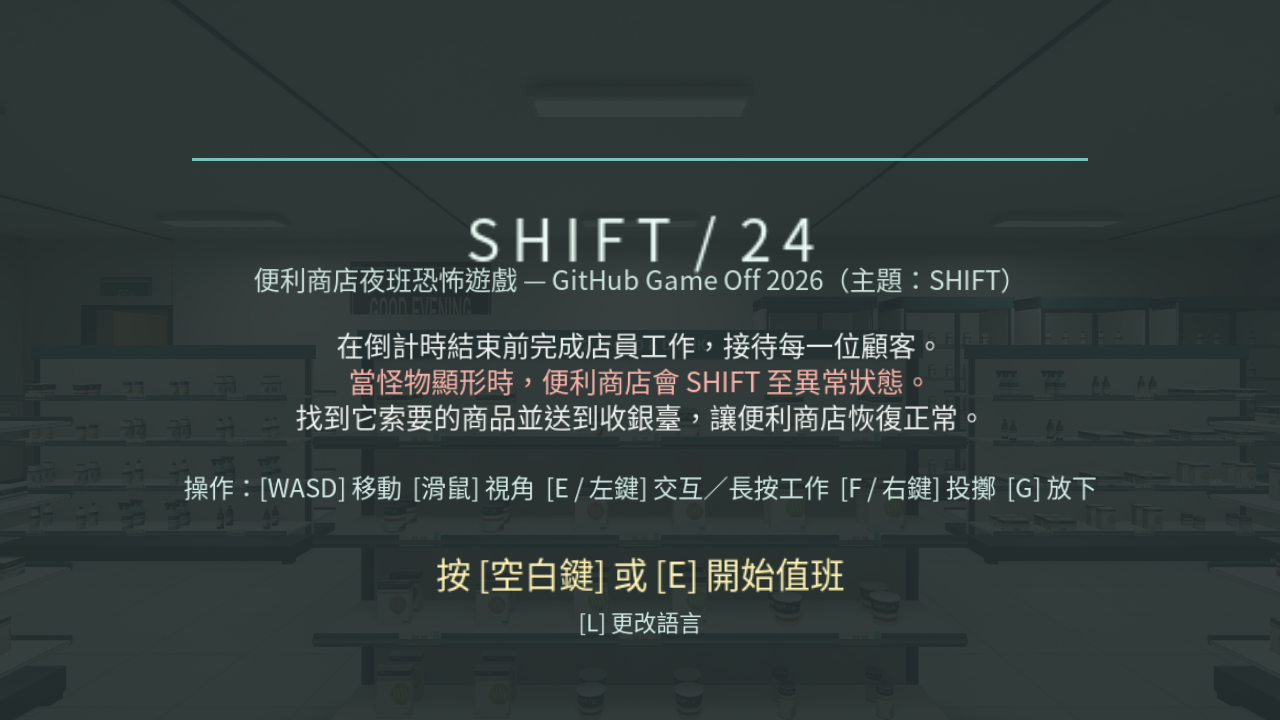 SHIFT / 24
便利商店夜班恐怖遊戲 — GitHub Game Off 2026（主題：SHIFT）
GOOD EVENING
在倒計時結束前完成店員工作，接待每一位顧客。
當怪物顯形時，便利商店會 SHIFT 至異常狀態。
找到它索要的商品並送到收銀臺，讓便利商店恢復正常。
操作：[WASD] 移動 [滑鼠] 視角 [E / 左鍵] 交互／長按工作 [F / 右鍵] 投擲 [G] 放下
按 [空白鍵] 或 [E] 開始值班
[L] 更改語言